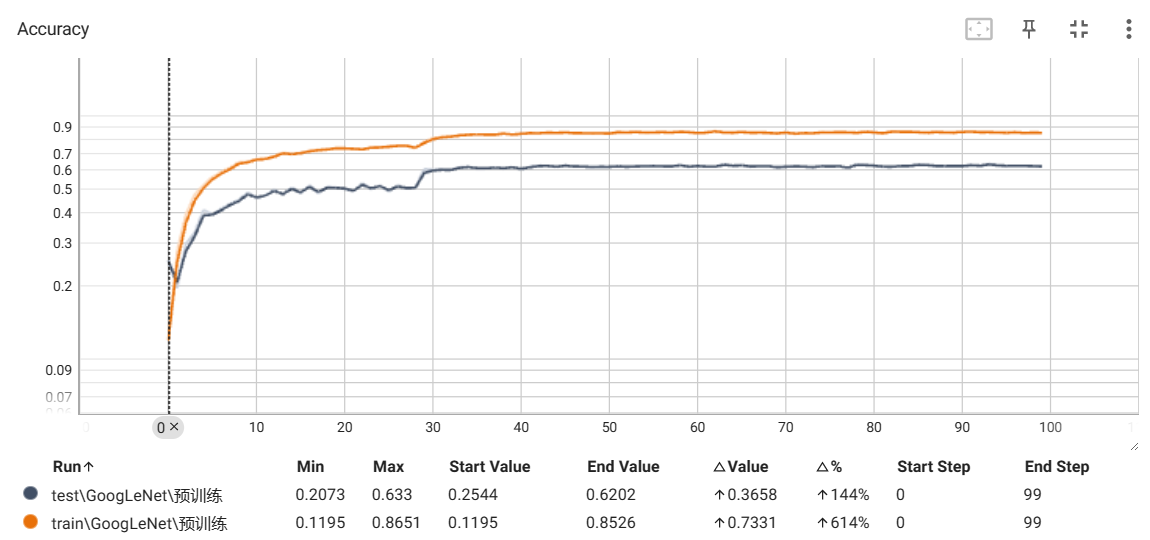 Accuracy
0.9
0.7
0.6
0.5
0.4
0.3
0.2
0.09
0.07
0 0 × 10 20 30 40 50 60 70 80 90 100
Run↑ Min Max Start Value End Value △Value △% Start Step End Step
test\GoogLeNet\预训练 0.2073 0.633 0.2544 0.6202 ↑0.3658 ↑144% 0 99
train\GoogLeNet\预训练 0.1195 0.8651 0.1195 0.8526 ↑0.7331 ↑614% 0 99